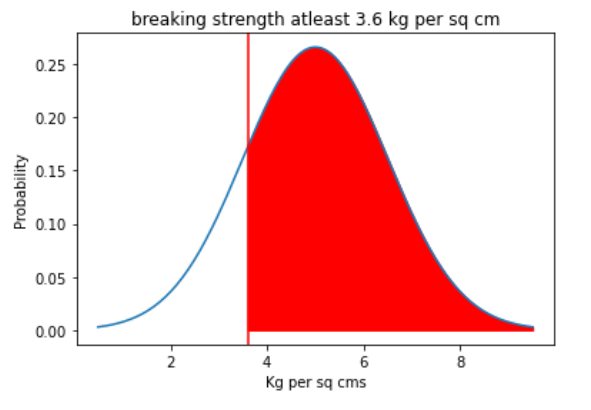 breaking strength atleast 3.6 kg per sq cm
0.25
0.20
0.15
0.10
0.05
0.00
Probability
2 4 6 8
Kg per sq cms